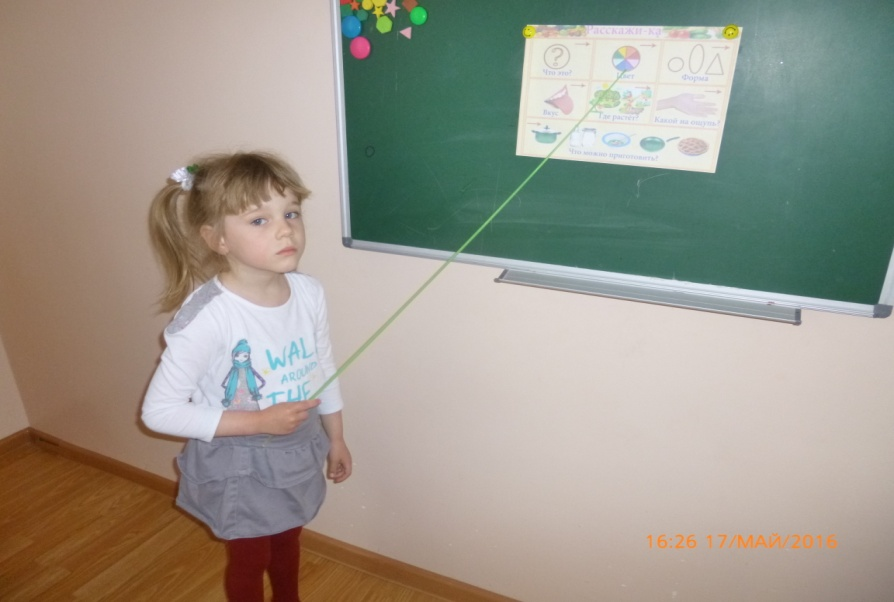 Расскажи-ка
?
Что это?
Цвет
Форма
Вкус
Где растёт?
Какой на ощупь?
Что можно приготовить?
WAL
AROUND
THE
16:26 17/МАЙ/2016